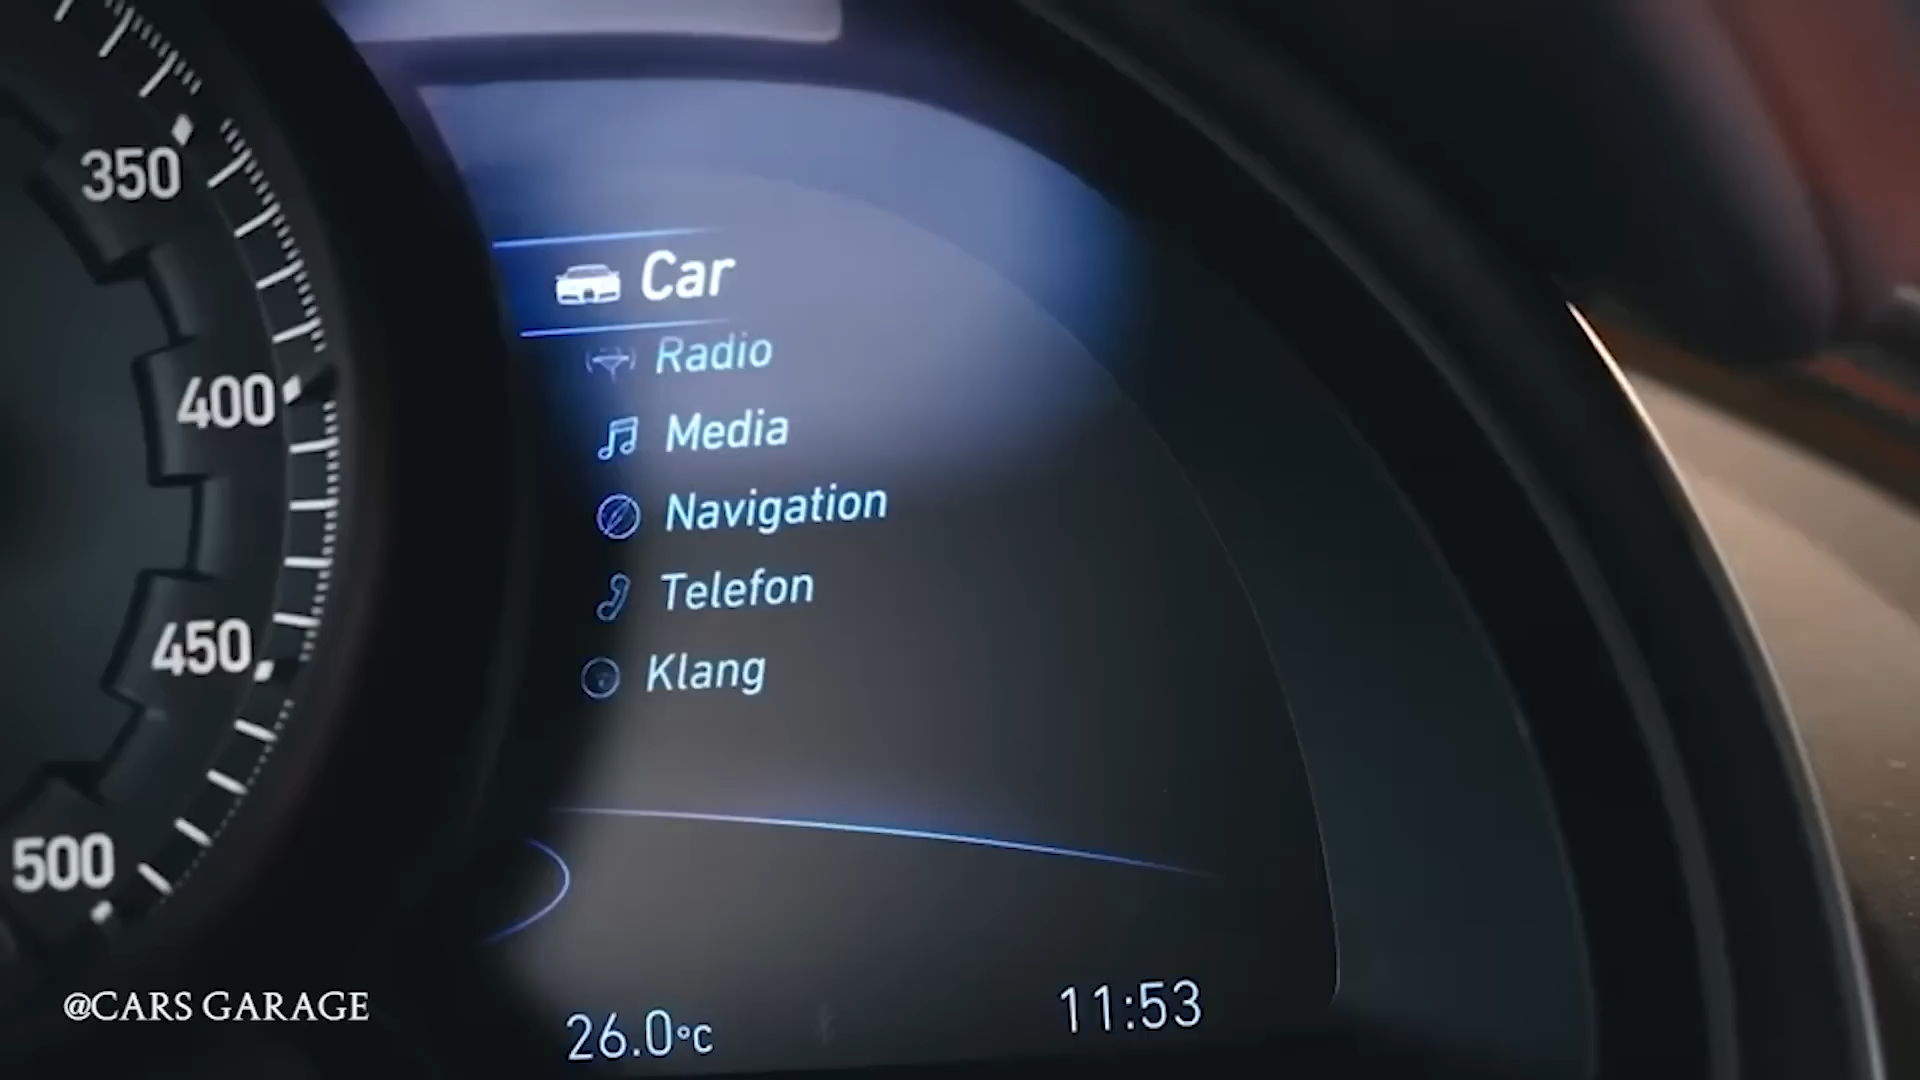 350
400
450
500
Car
Radio
Media
Navigation
Telefon
Klang
26.0°C
11:53
@CARS GARAGE